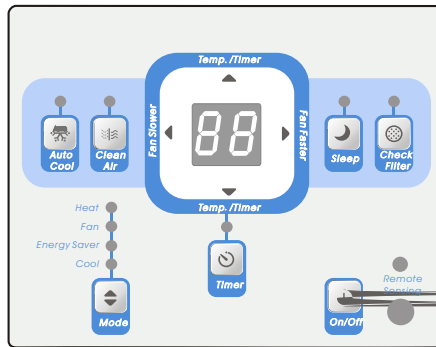 Temp. /Timer
Fan Slower
88
Fan Faster
Auto
Cool
Clean
Air
Sleep
Check
Filter
Temp. /Timer
Heat
Fan
Energy Saver
Cool
Mode
Timer
Remote
Sensing
On/Off